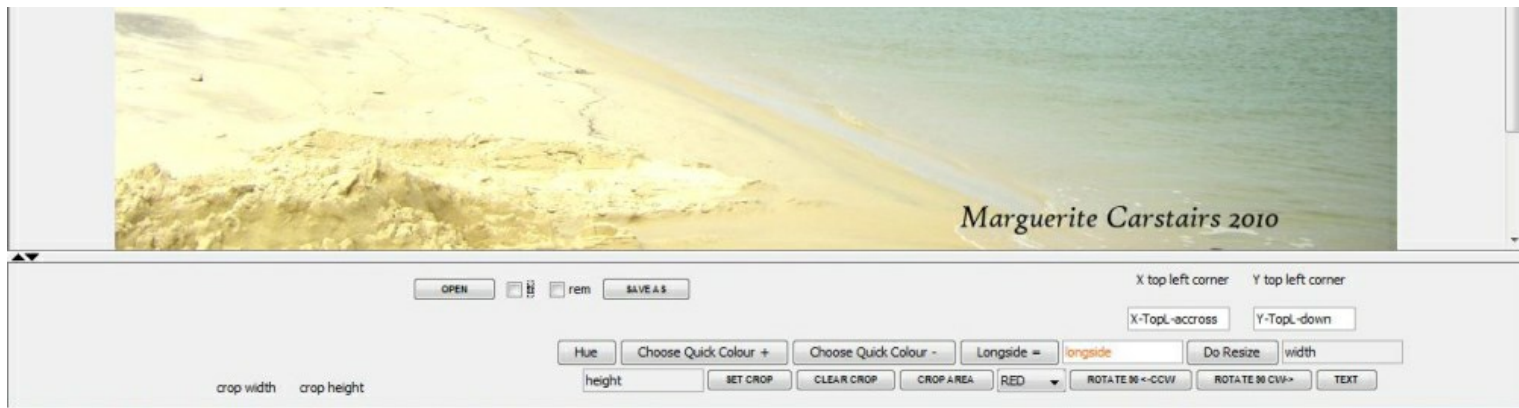 Marguerite Carstairs 2010
X top left corner Y top left corner
OPEN rem SAVE AS
X-TopL-accross Y-TopL-down
Hue Choose Quick Colour + Choose Quick Colour - Longside = longside Do Resize width
height SET CROP CLEAR CROP CROP AREA RED ROTATE 90 <-CCW ROTATE 90 CW-> TEXT
crop width crop height